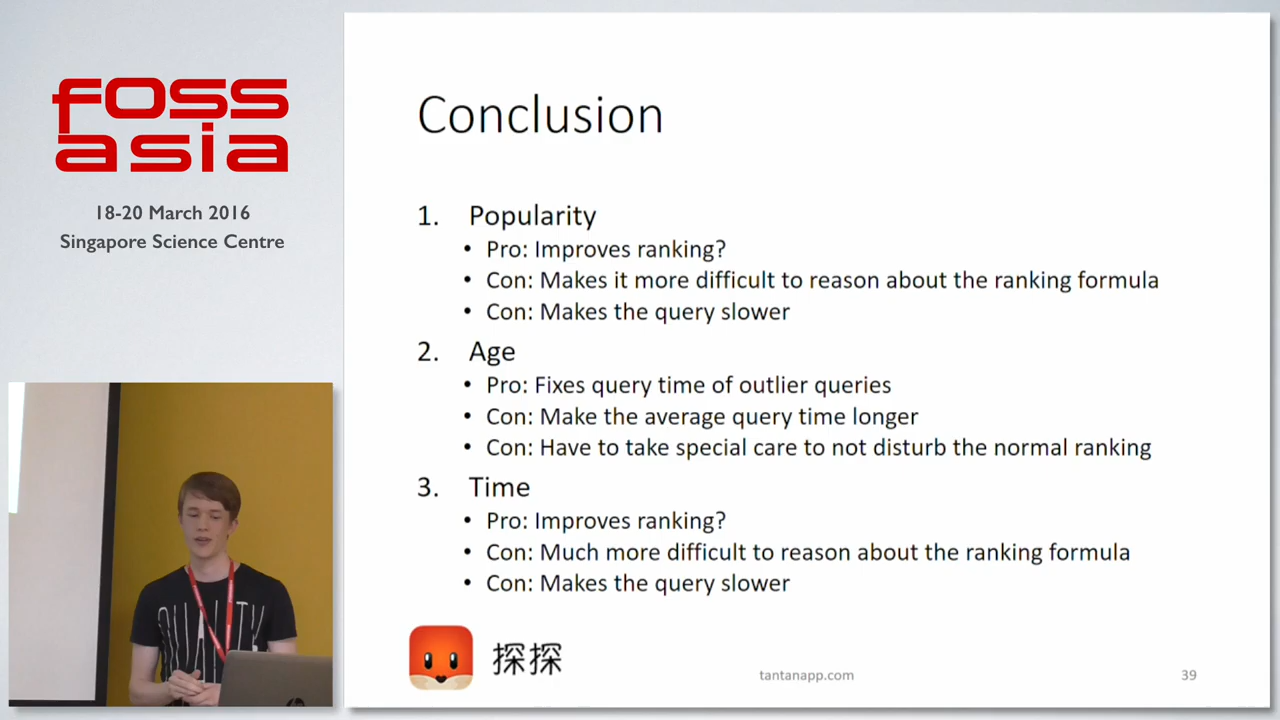 fOSS
asia
18-20 March 2016
Singapore Science Centre
Conclusion
1. Popularity
• Pro: Improves ranking?
• Con: Makes it more difficult to reason about the ranking formula
• Con: Makes the query slower
2. Age
• Pro: Fixes query time of outlier queries
• Con: Make the average query time longer
• Con: Have to take special care to not disturb the normal ranking
3. Time
• Pro: Improves ranking?
• Con: Much more difficult to reason about the ranking formula
• Con: Makes the query slower
探探
tantanapp.com
39